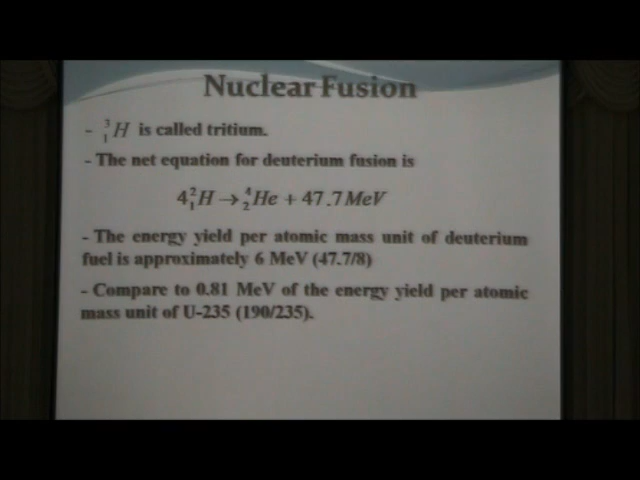 Nuclear Fusion
- ³₁H is called tritium.
- The net equation for deuterium fusion is
4²₁H → ⁴₂He + 47.7 MeV
- The energy yield per atomic mass unit of deuterium
fuel is approximately 6 MeV (47.7/8)
- Compare to 0.81 MeV of the energy yield per atomic
mass unit of U-235 (190/235).